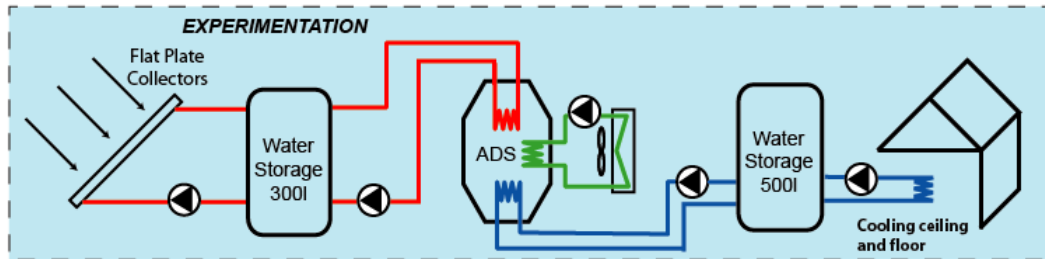 EXPERIMENTATION
Flat Plate
Collectors
Water
Storage
300l
ADS
Water
Storage
500l
Cooling ceiling
and floor